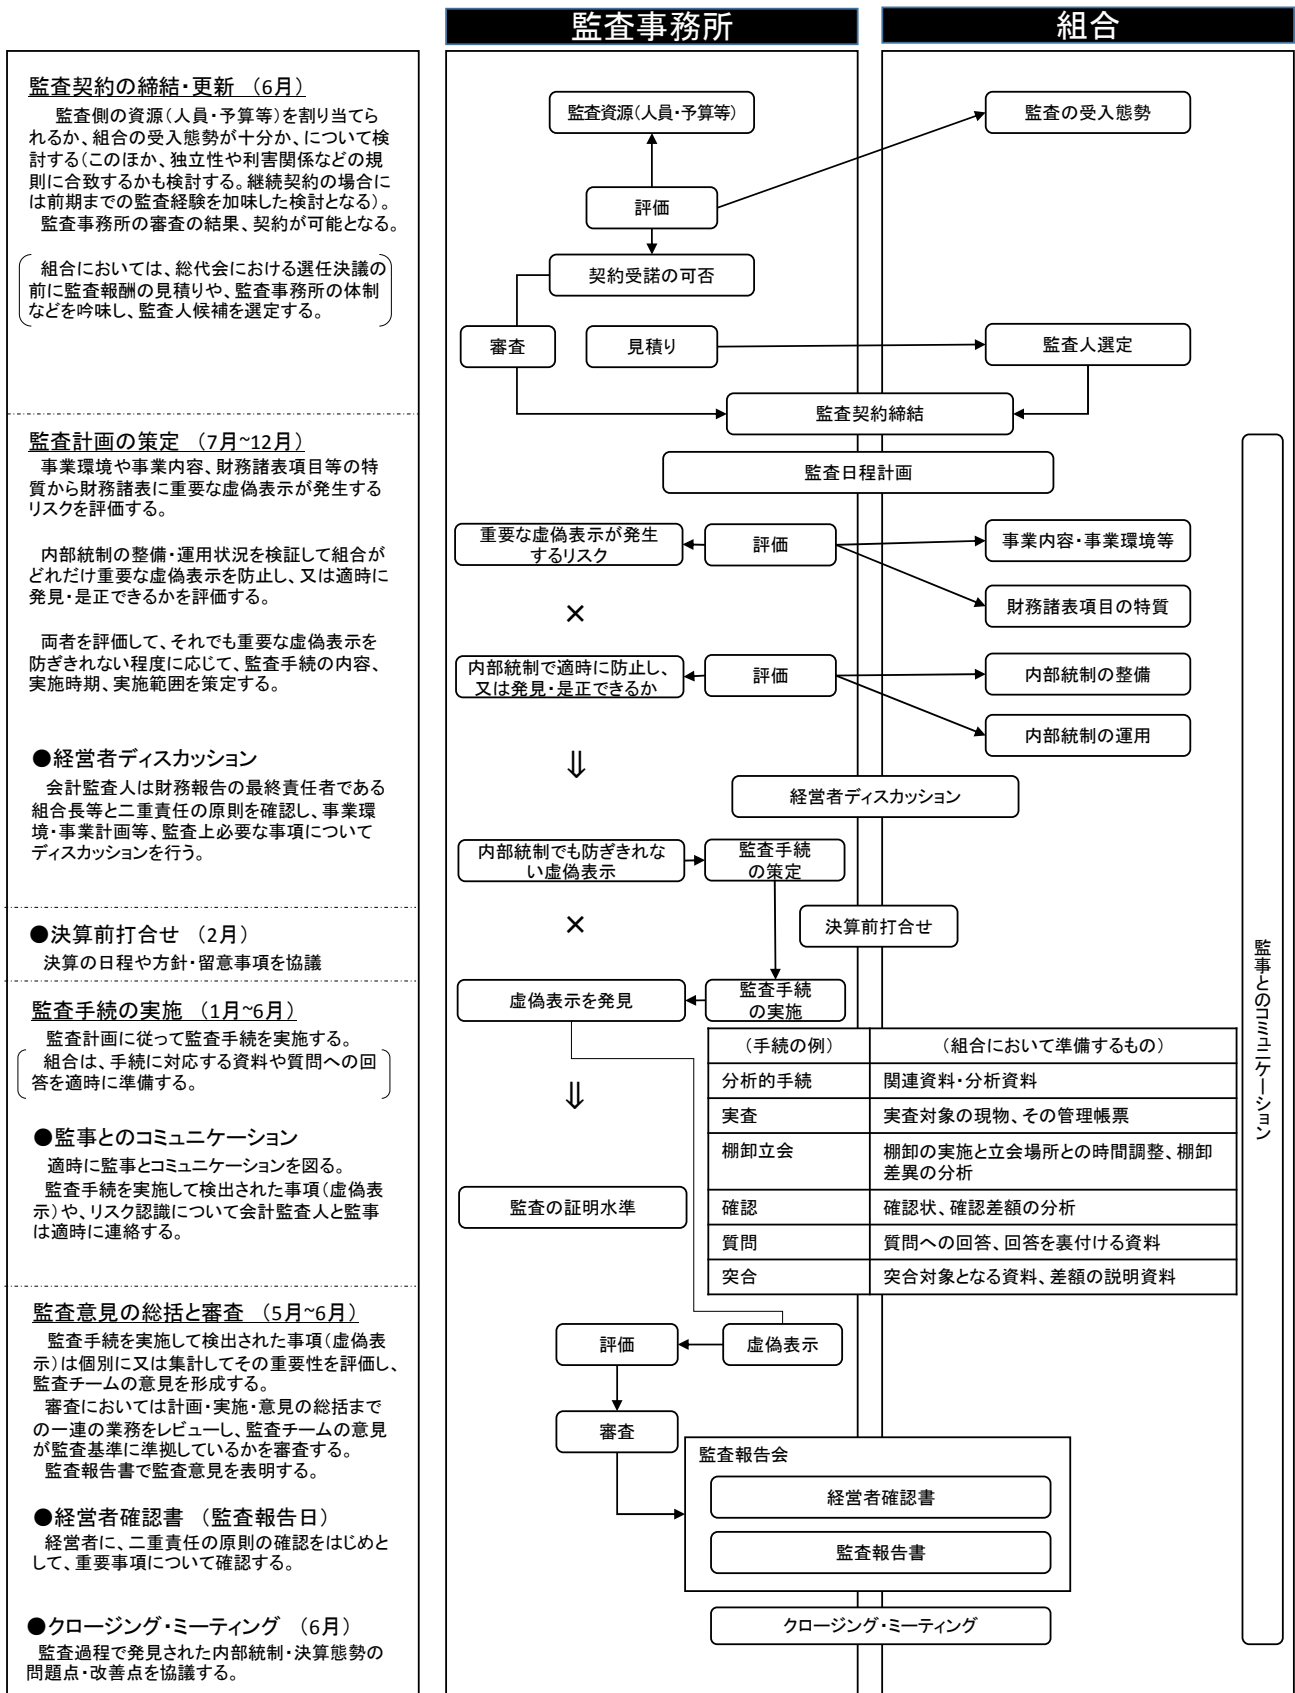 監査事務所
組合
監査契約の締結・更新 (6月)
監査側の資源(人員・予算等)を割り当てら
れるか、組合の受入態勢が十分か、について検
討する(このほか、独立性や利害関係などの規
則に合致するかも検討する。継続契約の場合に
は前期までの監査経験を加味した検討となる)。
監査事務所の審査の結果、契約が可能となる。
組合においては、総代会における選任決議の
前に監査報酬の見積りや、監査事務所の体制
などを吟味し、監査人候補を選定する。
監査資源(人員・予算等)
監査の受入態勢
評価
契約受諾の可否
審査
見積り
監査人選定
監査契約締結
監査計画の策定 (7月~12月)
事業環境や事業内容、財務諸表項目等の特
質から財務諸表に重要な虚偽表示が発生する
リスクを評価する。
内部統制の整備・運用状況を検証して組合が
どれだけ重要な虚偽表示を防止し、又は適時に
発見・是正できるかを評価する。
両者を評価して、それでも重要な虚偽表示を
防ぎきれない程度に応じて、監査手続の内容、
実施時期、実施範囲を策定する。
●経営者ディスカッション
会計監査人は財務報告の最終責任者である
組合長等と二重責任の原則を確認し、事業環
境・事業計画等、監査上必要な事項について
ディスカッションを行う。
監査日程計画
重要な虚偽表示が発生
するリスク
評価
事業内容・事業環境等
財務諸表項目の特質
×
内部統制で適時に防止し、
又は発見・是正できるか
評価
内部統制の整備
内部統制の運用
⇓
経営者ディスカッション
内部統制でも防ぎきれな
い虚偽表示
監査手続
の策定
●決算前打合せ (2月)
決算の日程や方針・留意事項を協議
×
決算前打合せ
監査手続の実施 (1月~6月)
監査計画に従って監査手続を実施する。
組合は、手続に対応する資料や質問への回
答を適時に準備する。
●監事とのコミュニケーション
適時に監事とコミュニケーションを図る。
監査手続を実施して検出された事項(虚偽表
示)や、リスク認識について会計監査人と監事
は適時に連絡する。
虚偽表示を発見
監査手続
の実施
(手続の例) (組合において準備するもの)
分析的手続 関連資料・分析資料
実査 実査対象の現物、その管理帳票
棚卸立会 棚卸の実施と立会場所との時間調整、棚卸
差異の分析
確認 確認状、確認差額の分析
質問 質問への回答、回答を裏付ける資料
突合 突合対象となる資料、差額の説明資料
⇓
監査の証明水準
監事とのコミュニケーション
監査意見の総括と審査 (5月~6月)
監査手続を実施して検出された事項(虚偽表
示)は個別に又は集計してその重要性を評価し、
監査チームの意見を形成する。
審査においては計画・実施・意見の総括まで
の一連の業務をレビューし、監査チームの意見
が監査基準に準拠しているかを審査する。
監査報告書で監査意見を表明する。
●経営者確認書 (監査報告日)
経営者に、二重責任の原則の確認をはじめと
して、重要事項について確認する。
●クロージング・ミーティング (6月)
監査過程で発見された内部統制・決算態勢の
問題点・改善点を協議する。
評価
虚偽表示
審査
監査報告会
経営者確認書
監査報告書
クロージング・ミーティング